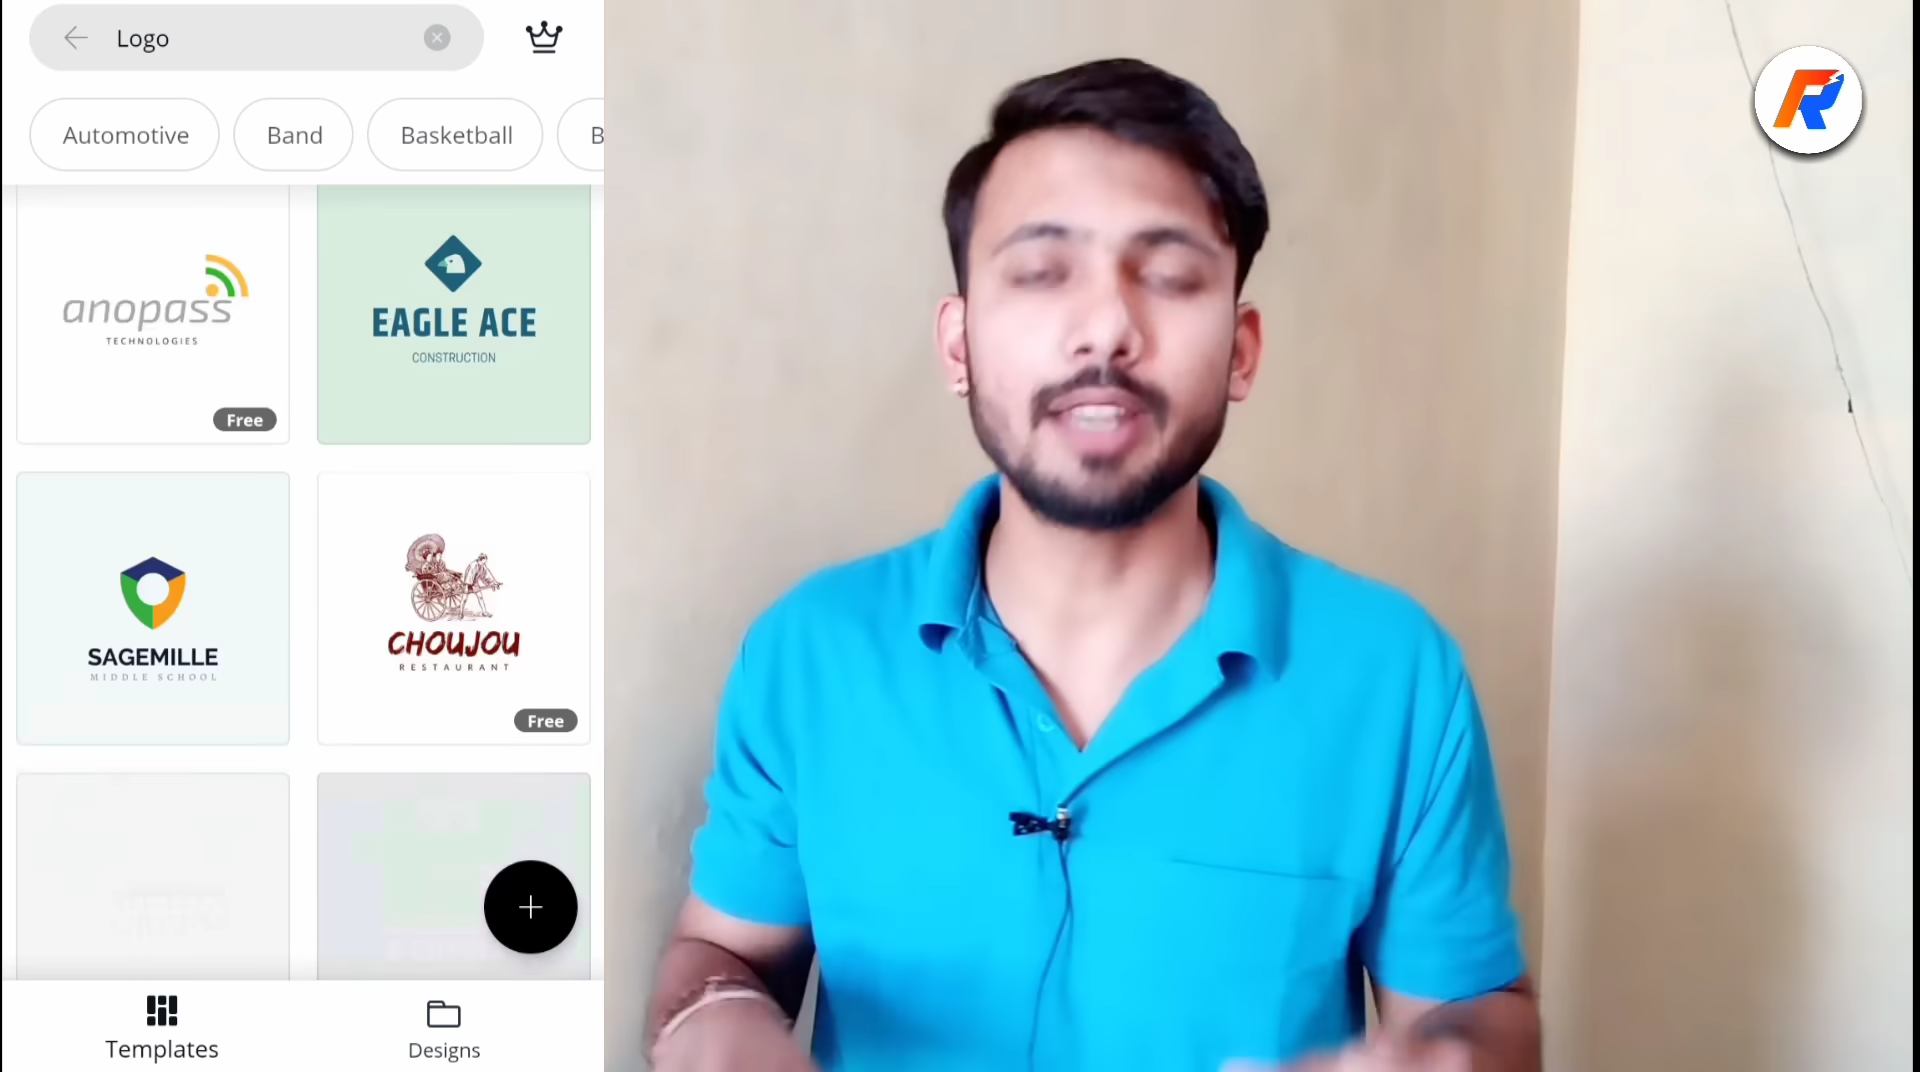 Logo
Automotive
Band
Basketball
B
anopass
TECHNOLOGIES
Free
EAGLE ACE
CONSTRUCTION
SAGEMILLE
MIDDLE SCHOOL
CHOUJOU
RESTAURANT
Free
Templates
Designs
R